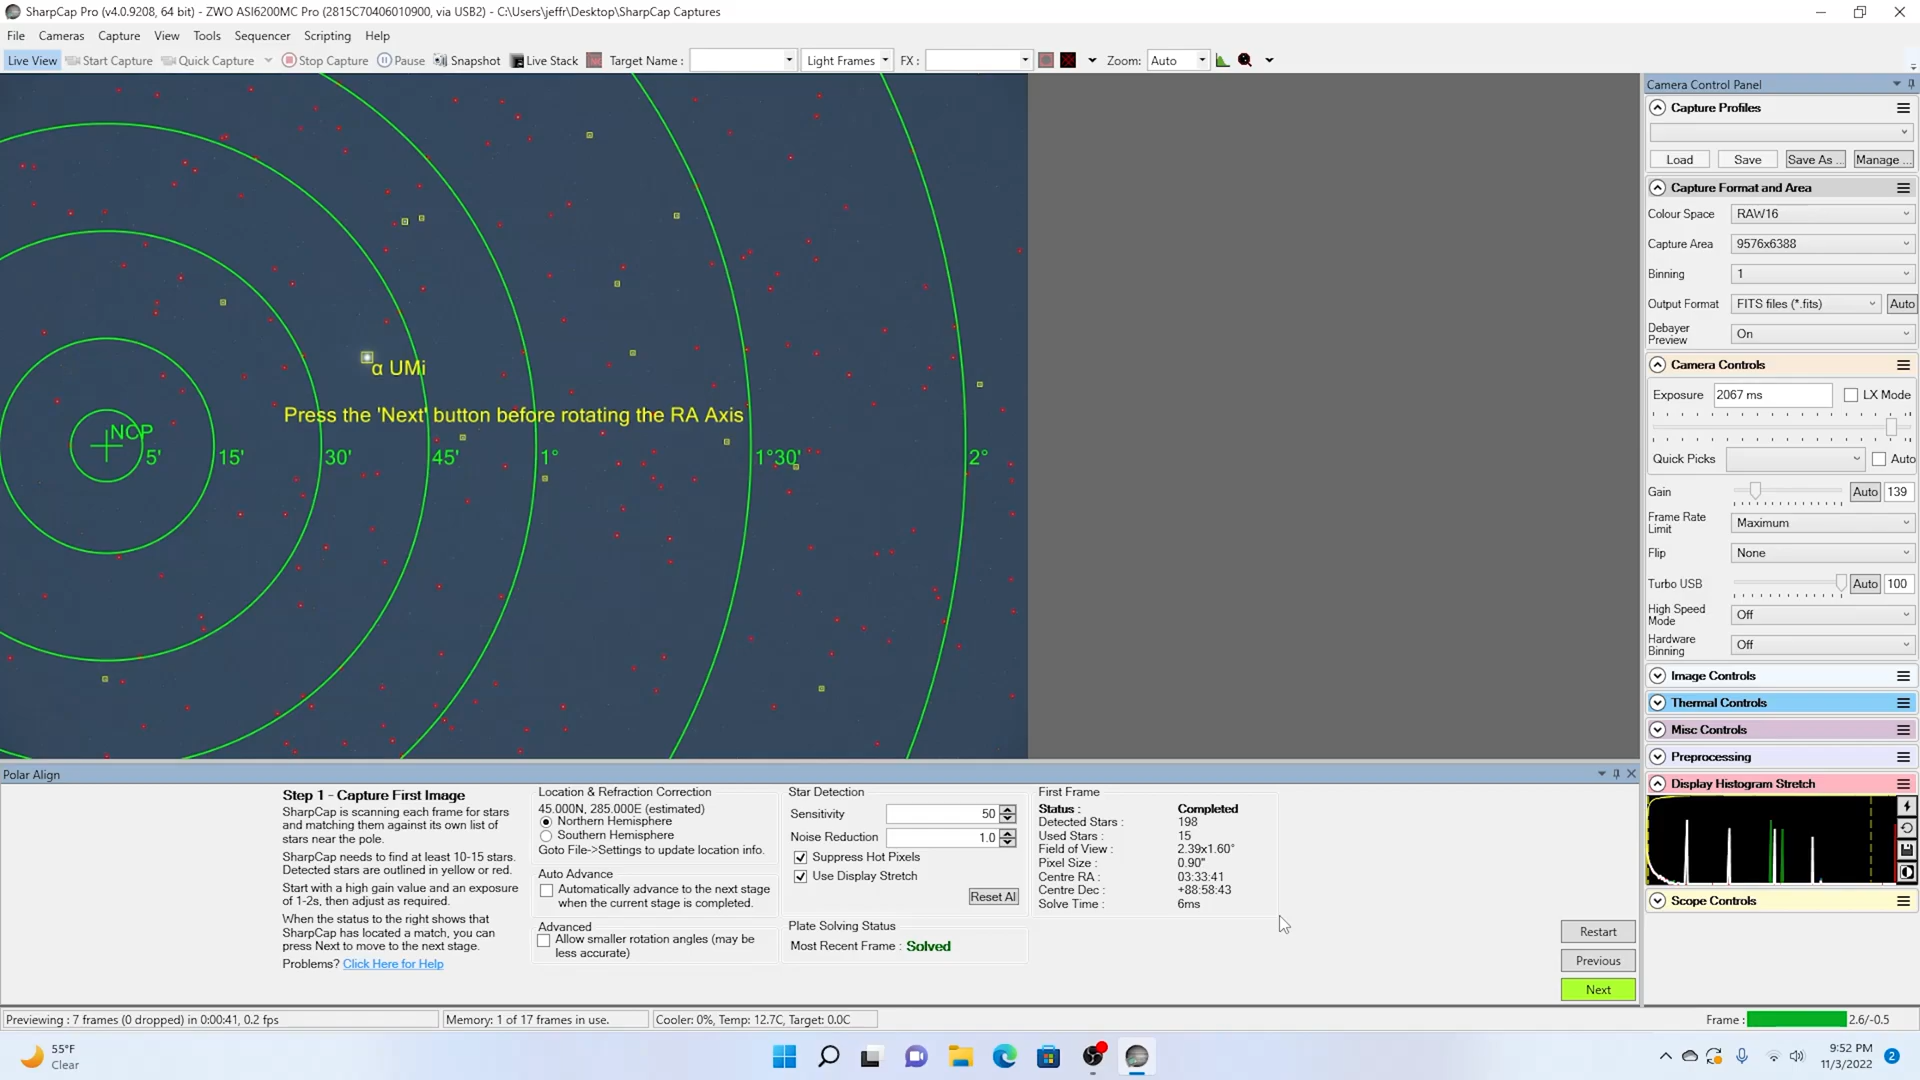 SharpCap Pro (v4.0.9208, 64 bit) - ZWO ASI6200MC Pro (2815C70406010900, via USB2) - C:\Users\jeffr\Desktop\SharpCap Captures
File Cameras Capture View Tools Sequencer Scripting Help
Live View Start Capture Quick Capture Stop Capture Pause Snapshot Live Stack Target Name : Light Frames FX : Zoom: Auto
α UMi
Press the 'Next' button before rotating the RA Axis
NCP
5' 15' 30' 45' 1° 1°30' 2°
Camera Control Panel
Capture Profiles
Load Save Save As ... Manage ...
Capture Format and Area
Colour Space RAW16
Capture Area 9576x6388
Binning 1
Output Format FITS files (*.fits) Auto
Debayer
Preview
On
Camera Controls
Exposure 2067 ms LX Mode
Quick Picks Auto
Gain Auto 139
Frame Rate
Limit
Maximum
Flip None
Turbo USB Auto 100
High Speed
Mode
Off
Hardware
Binning
Off
Image Controls
Thermal Controls
Misc Controls
Preprocessing
Display Histogram Stretch
Scope Controls
Polar Align
Step 1 - Capture First Image
SharpCap is scanning each frame for stars
and matching them against its own list of
stars near the pole.
SharpCap needs to find at least 10-15 stars.
Detected stars are outlined in yellow or red.
Start with a high gain value and an exposure
of 1-2s, then adjust as required.
When the status to the right shows that
SharpCap has located a match, you can
press Next to move to the next stage.
Problems? Click Here for Help
Location & Refraction Correction
45.000N, 285.000E (estimated)
Northern Hemisphere
Southern Hemisphere
Goto File->Settings to update location info.
Auto Advance
Automatically advance to the next stage
when the current stage is completed.
Advanced
Allow smaller rotation angles (may be
less accurate)
Star Detection
Sensitivity 50
Noise Reduction 1.0
Suppress Hot Pixels
Use Display Stretch
Reset Al
Plate Solving Status
Most Recent Frame : Solved
First Frame
Status : Completed
Detected Stars : 198
Used Stars : 15
Field of View : 2.39x1.60°
Pixel Size : 0.90"
Centre RA : 03:33:41
Centre Dec : +88:58:43
Solve Time : 6ms
Restart
Previous
Next
Previewing : 7 frames (0 dropped) in 0:00:41, 0.2 fps Memory: 1 of 17 frames in use. Cooler: 0%, Temp: 12.7C, Target: 0.0C Frame : 2.6/-0.5
55°F
Clear
9:52 PM
11/3/2022
2